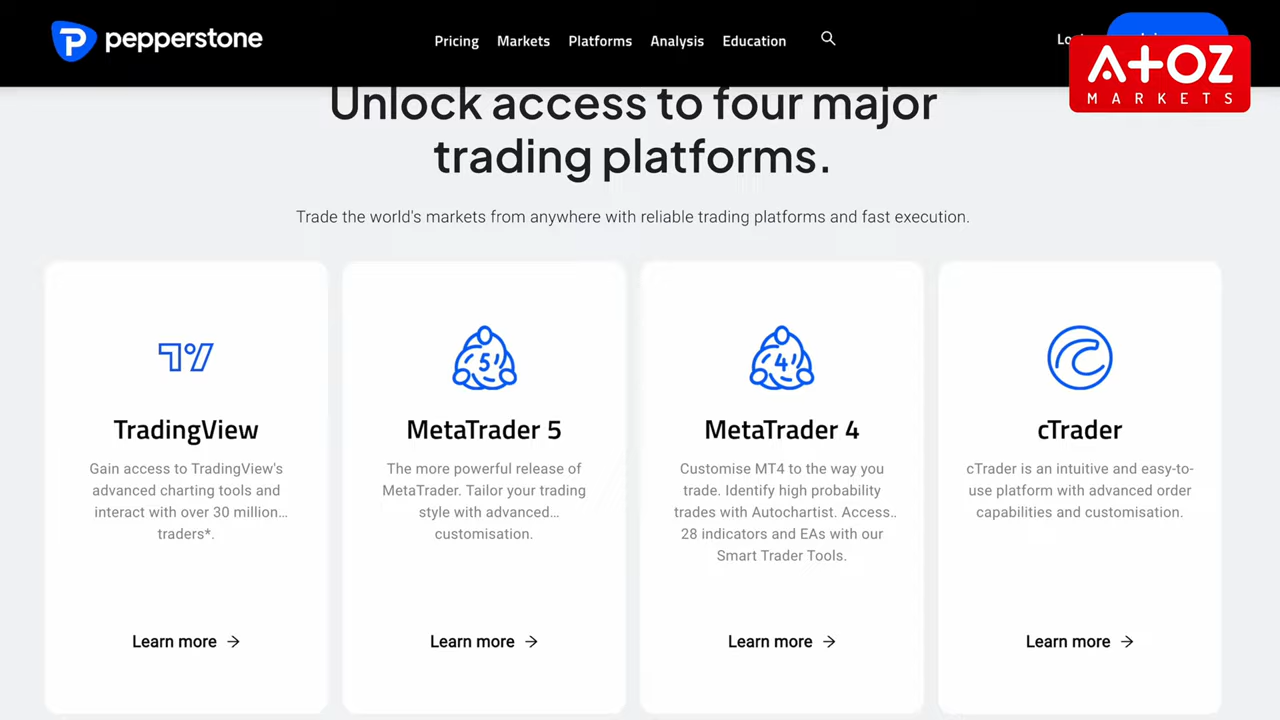 pepperstone
Pricing Markets Platforms Analysis Education
ATOZ
MARKETS
Unlock access to four major
trading platforms.
Trade the world's markets from anywhere with reliable trading platforms and fast execution.
TradingView
Gain access to TradingView's
advanced charting tools and
interact with over 30 million...
traders*.
Learn more →
5
MetaTrader 5
The more powerful release of
MetaTrader. Tailor your trading
style with advanced...
customisation.
Learn more →
4
MetaTrader 4
Customise MT4 to the way you
trade. Identify high probability
trades with Autochartist. Access..
28 indicators and EAs with our
Smart Trader Tools.
Learn more →
cTrader
cTrader is an intuitive and easy-to-
use platform with advanced order
capabilities and customisation.
Learn more →